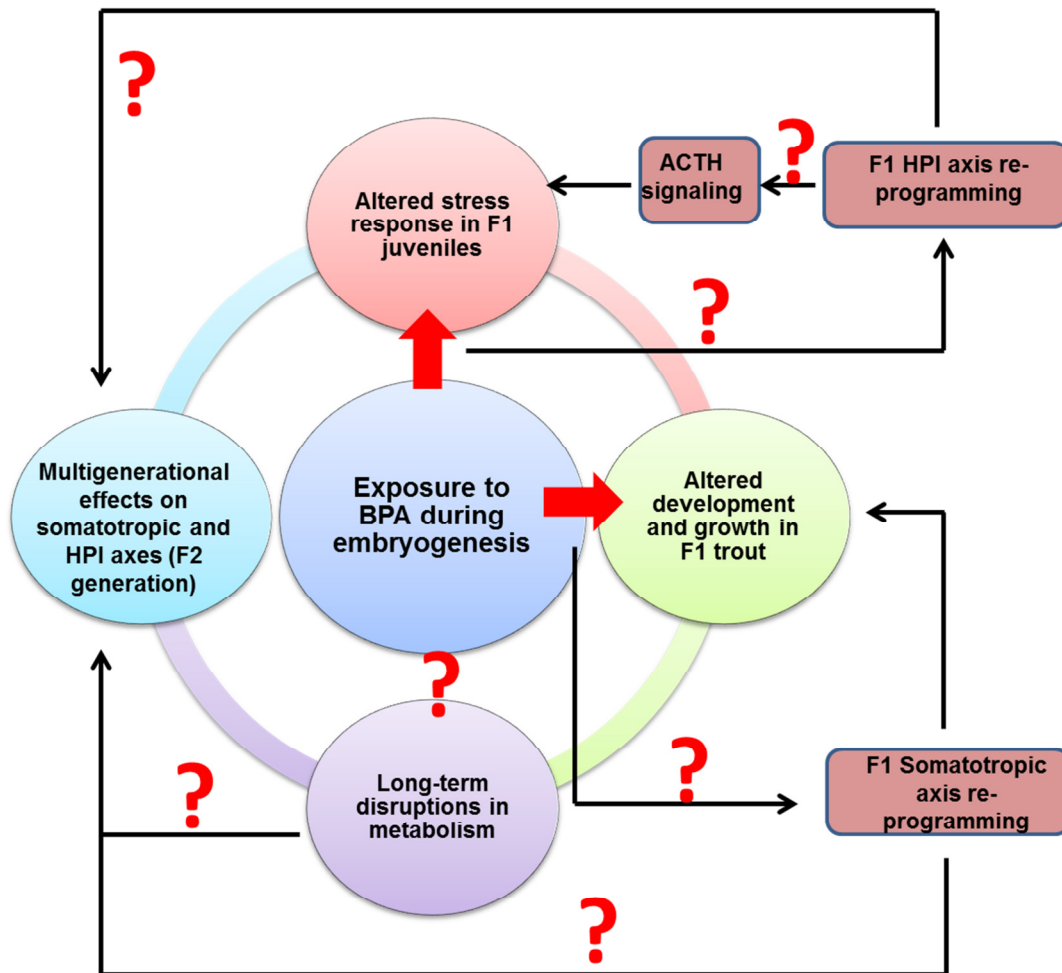 ?
ACTH
signaling
?
F1 HPI axis re-
programming
Altered stress
response in F1
juveniles
?
Multigenerational
effects on
somatotropic and
HPI axes (F2
generation)
Exposure to
BPA during
embryogenesis
Altered
development
and growth in
F1 trout
?
Long-term
disruptions in
metabolism
?
?
F1 Somatotropic
axis re-
programming
?